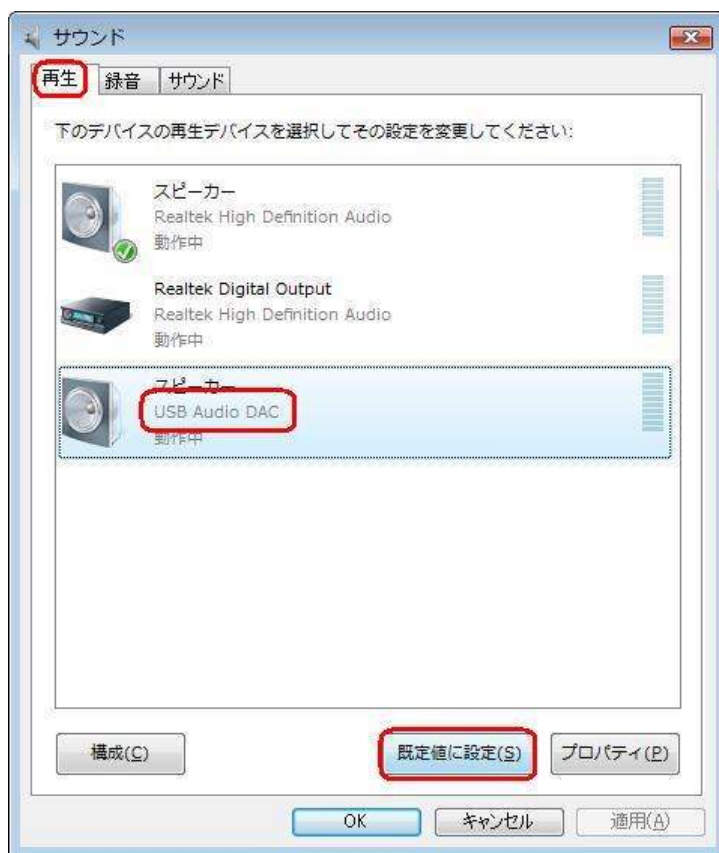 サウンド
再生 録音 サウンド
下のデバイスの再生デバイスを選択してその設定を変更してください:
スピーカー
Realtek High Definition Audio
動作中
Realtek Digital Output
Realtek High Definition Audio
動作中
スピーカー
USB Audio DAC
動作中
構成(C) 既定値に設定(S) プロパティ(P)
OK キャンセル 適用(A)